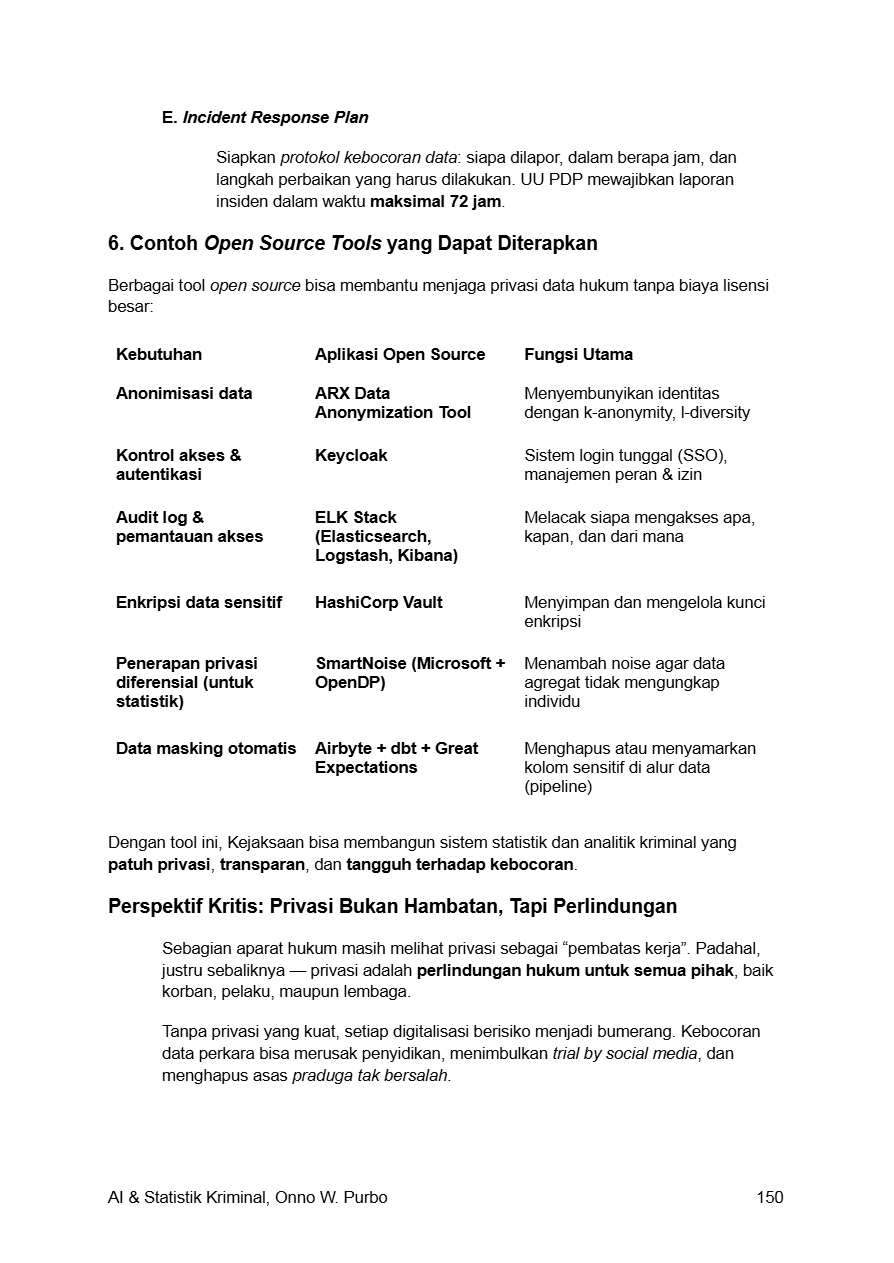 E. Incident Response Plan
Siapkan protokol kebocoran data: siapa dilapor, dalam berapa jam, dan
langkah perbaikan yang harus dilakukan. UU PDP mewajibkan laporan
insiden dalam waktu maksimal 72 jam.
6. Contoh Open Source Tools yang Dapat Diterapkan
Berbagai tool open source bisa membantu menjaga privasi data hukum tanpa biaya lisensi
besar:
Kebutuhan Aplikasi Open Source Fungsi Utama
Anonimisasi data ARX Data Menyembunyikan identitas
Anonymization Tool dengan k-anonymity, l-diversity
Kontrol akses & Keycloak Sistem login tunggal (SSO),
autentikasi manajemen peran & izin
Audit log & ELK Stack Melacak siapa mengakses apa,
pemantauan akses (Elasticsearch, kapan, dan dari mana
Logstash, Kibana)
Enkripsi data sensitif HashiCorp Vault Menyimpan dan mengelola kunci
enkripsi
Penerapan privasi SmartNoise (Microsoft + Menambah noise agar data
diferensial (untuk OpenDP) agregat tidak mengungkap
statistik) individu
Data masking otomatis Airbyte + dbt + Great Menghapus atau menyamarkan
Expectations kolom sensitif di alur data
(pipeline)
Dengan tool ini, Kejaksaan bisa membangun sistem statistik dan analitik kriminal yang
patuh privasi, transparan, dan tangguh terhadap kebocoran.
Perspektif Kritis: Privasi Bukan Hambatan, Tapi Perlindungan
Sebagian aparat hukum masih melihat privasi sebagai “pembatas kerja”. Padahal,
justru sebaliknya — privasi adalah perlindungan hukum untuk semua pihak, baik
korban, pelaku, maupun lembaga.
Tanpa privasi yang kuat, setiap digitalisasi berisiko menjadi bumerang. Kebocoran
data perkara bisa merusak penyidikan, menimbulkan trial by social media, dan
menghapus asas praduga tak bersalah.
AI & Statistik Kriminal, Onno W. Purbo 150